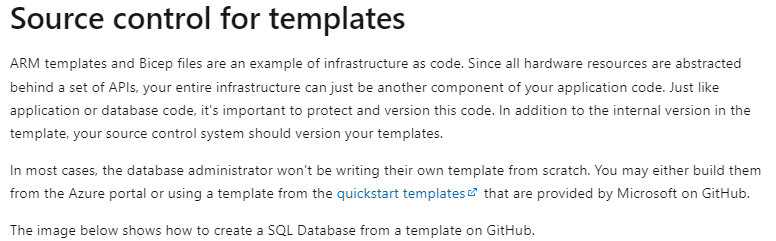 Source control for templates
ARM templates and Bicep files are an example of infrastructure as code. Since all hardware resources are abstracted
behind a set of APIs, your entire infrastructure can just be another component of your application code. Just like
application or database code, it's important to protect and version this code. In addition to the internal version in the
template, your source control system should version your templates.
In most cases, the database administrator won't be writing their own template from scratch. You may either build them
from the Azure portal or using a template from the quickstart templates that are provided by Microsoft on GitHub.
The image below shows how to create a SQL Database from a template on GitHub.